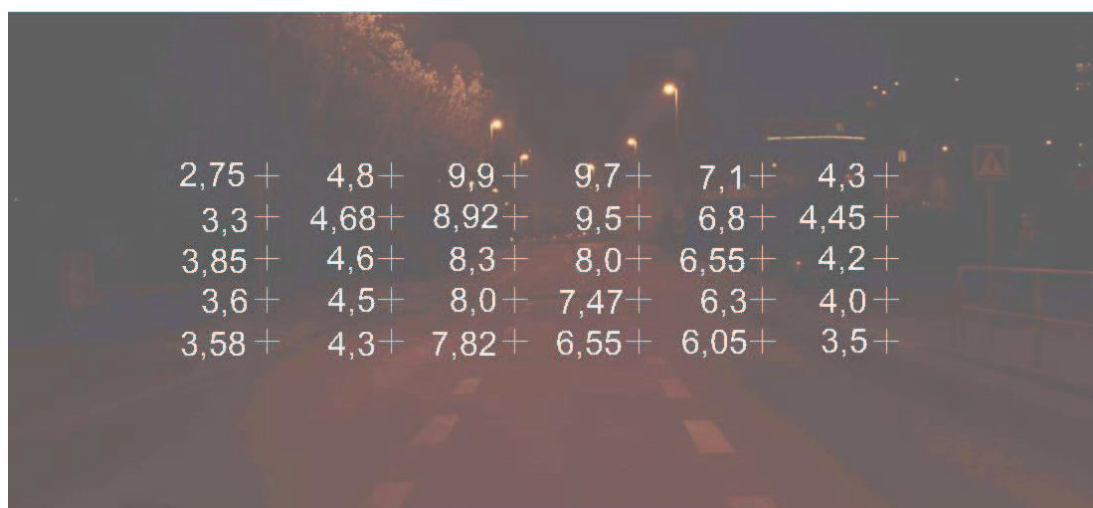 2,75 + 4,8 + 9,9 + 9,7 + 7,1 + 4,3 +
3,3 + 4,68 + 8,92 + 9,5 + 6,8 + 4,45 +
3,85 + 4,6 + 8,3 + 8,0 + 6,55 + 4,2 +
3,6 + 4,5 + 8,0 + 7,47 + 6,3 + 4,0 +
3,58 + 4,3 + 7,82 + 6,55 + 6,05 + 3,5 +